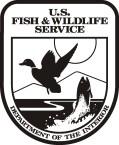 U.S.
FISH & WILDLIFE
SERVICE
DEPARTMENT OF THE INTERIOR